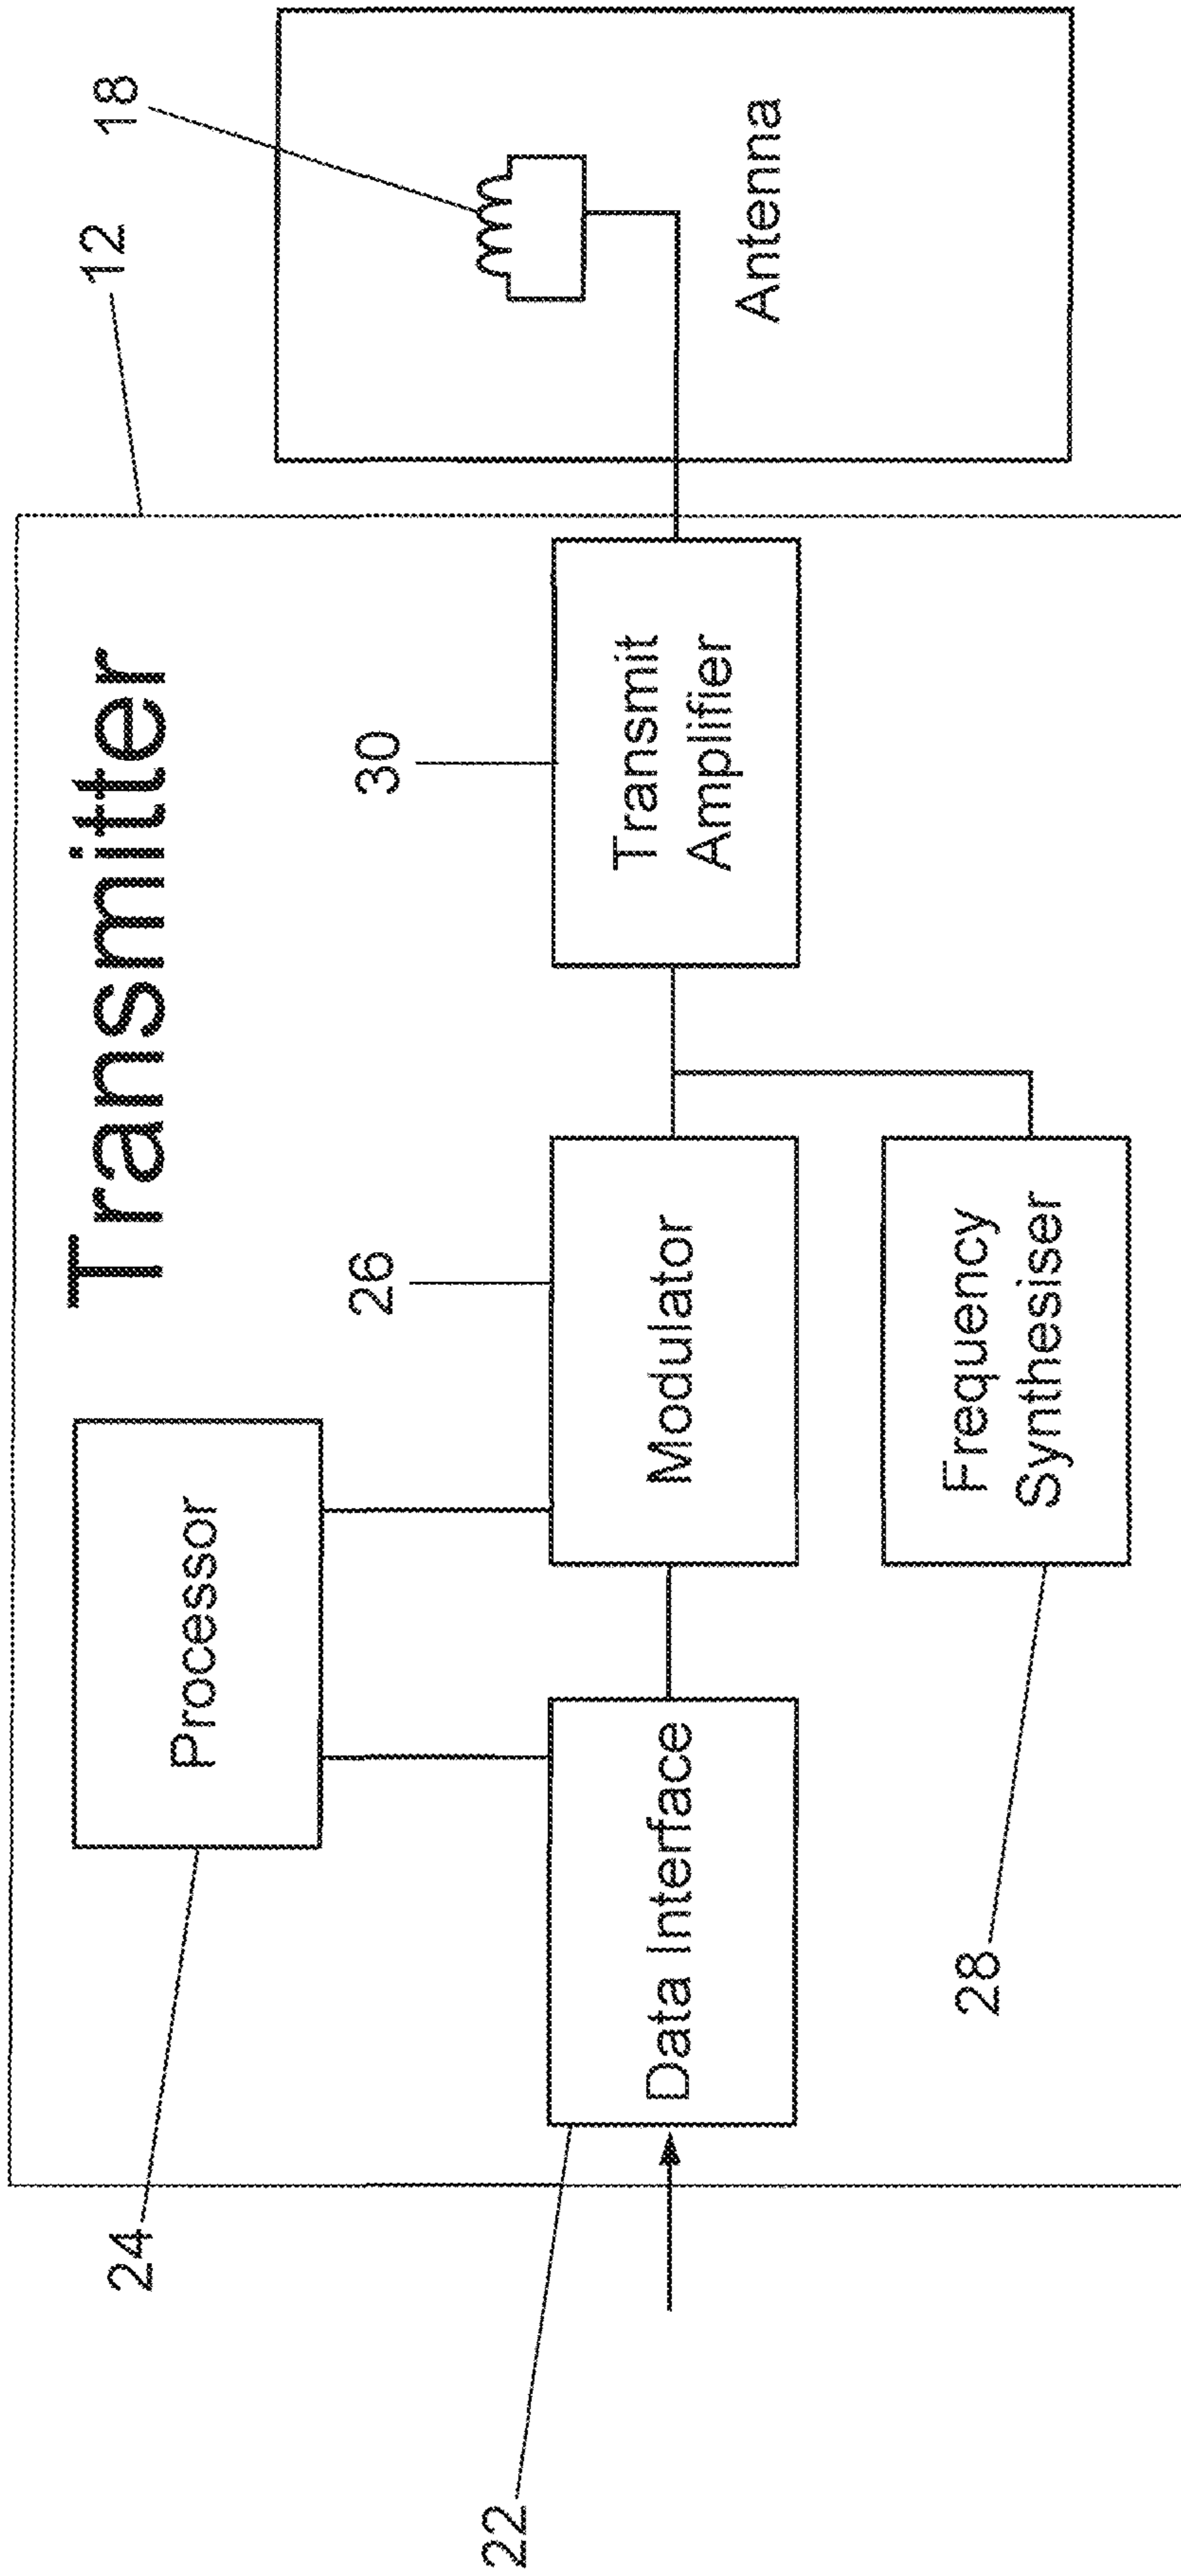 Transmitter
12
18
24
Processor
26
30
22
Data Interface
Modulator
Transmit
Amplifier
Antenna
28
Frequency
Synthesiser